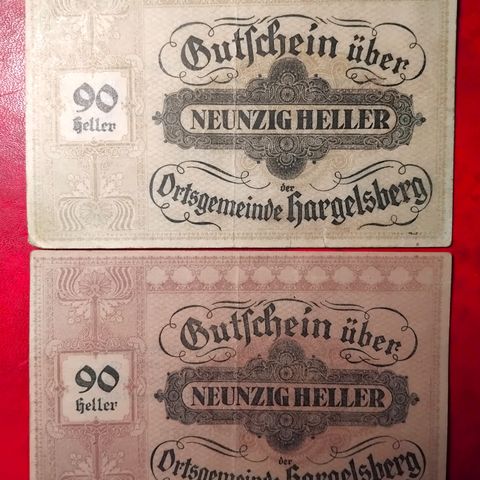 Gutschein über
90
Heller
NEUNZIG HELLER
der
Ortsgemeinde Hargelsberg
Gutschein über
90
Heller
NEUNZIG HELLER
der
Ortsgemeinde Hargelsberg